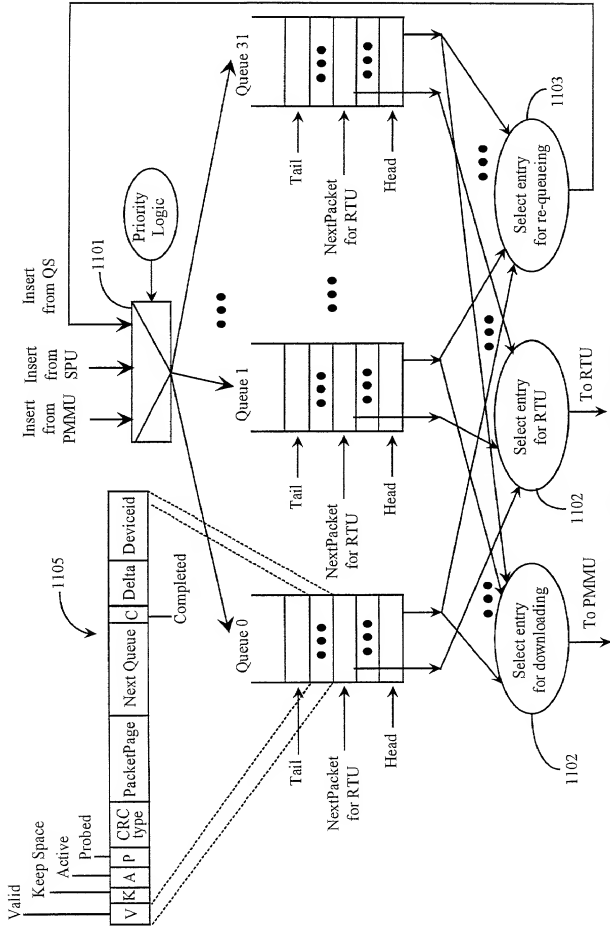 Valid
Keep Space
Active
Probed
V
K
A
P
CRC
type
PacketPage
Next Queue
C
Delta
Deviceid
Completed
1105
Insert
from
PMMU
Insert
from
SPU
Insert
from QS
1101
Priority
Logic
Queue 0
Queue 1
Queue 31
Tail
NextPacket
for RTU
Head
Tail
NextPacket
for RTU
Head
Tail
NextPacket
for RTU
Head
Select entry
for downloading
1102
To PMMU
Select entry
for RTU
1102
To RTU
Select entry
for re-queueing
1103